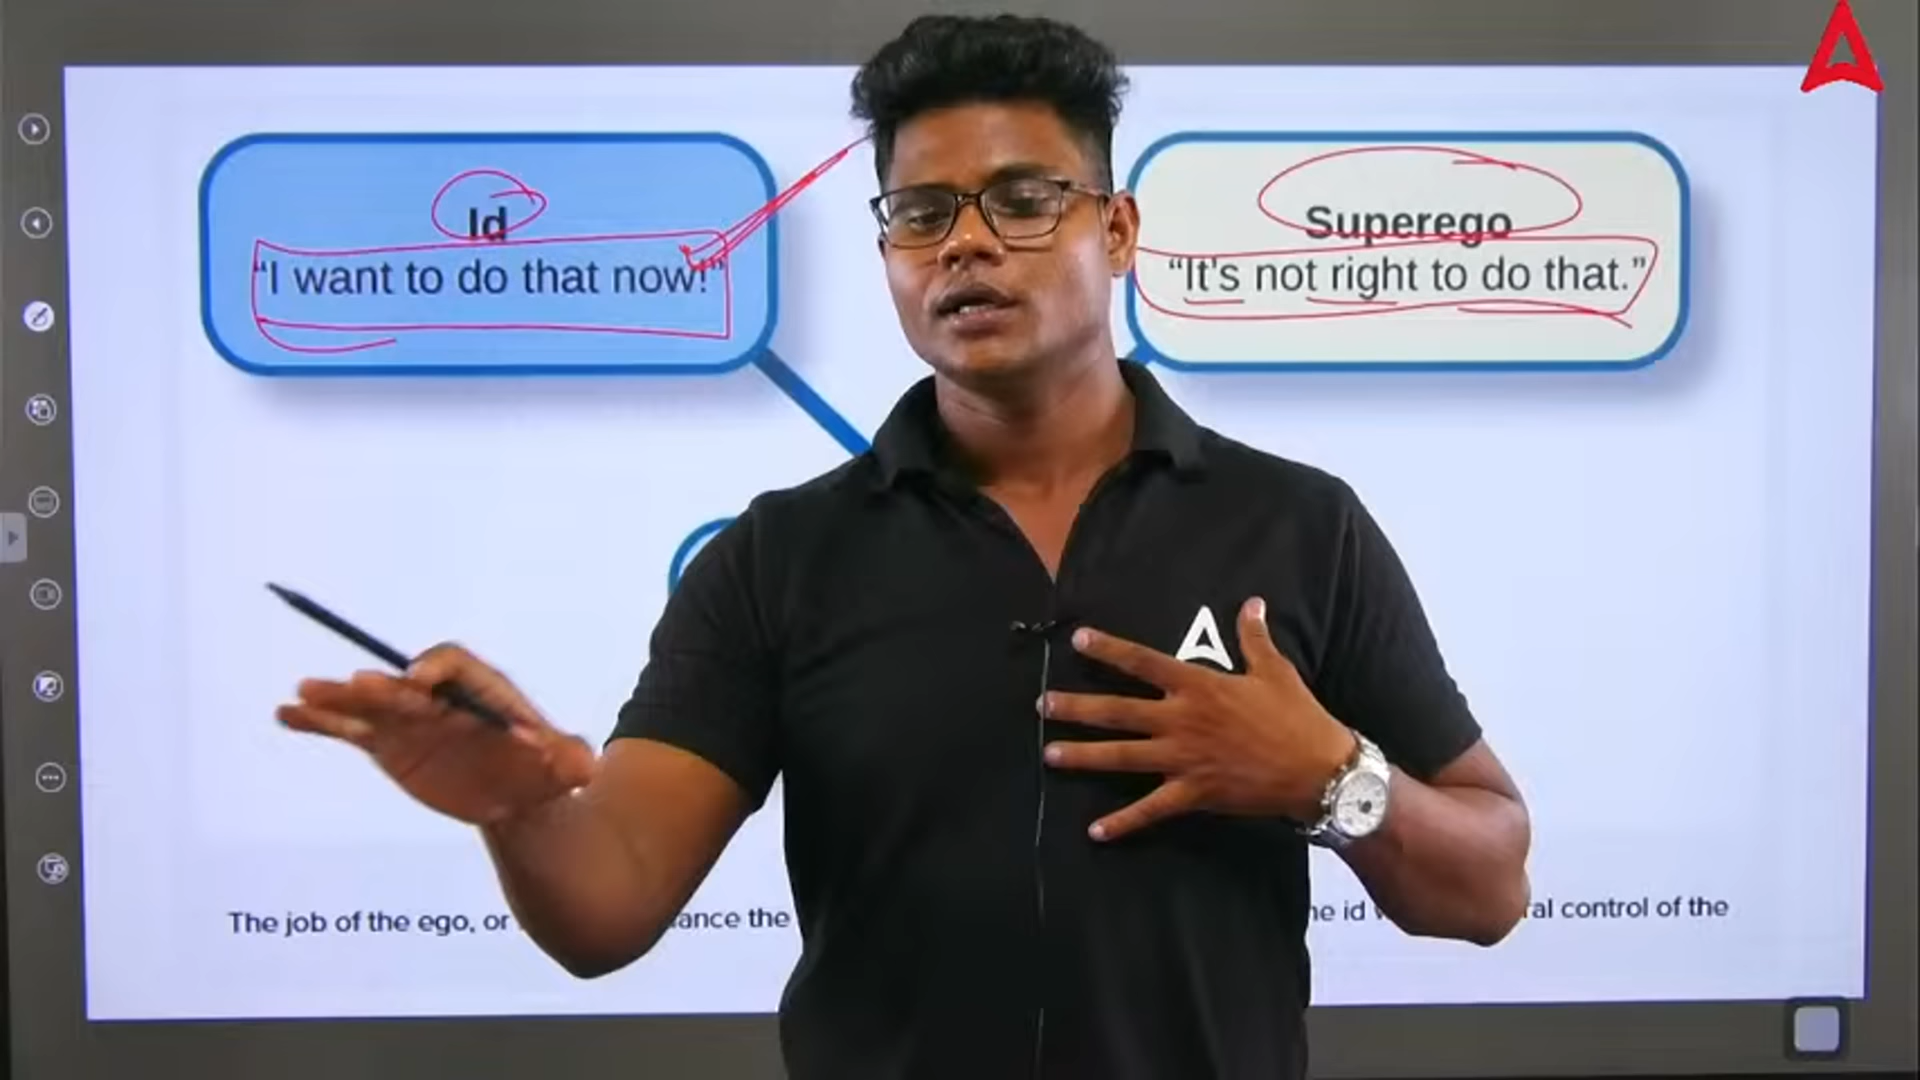 Id
“I want to do that now!”
Superego
“It's not right to do that.”
The job of the ego, or ance the he id ral control of the